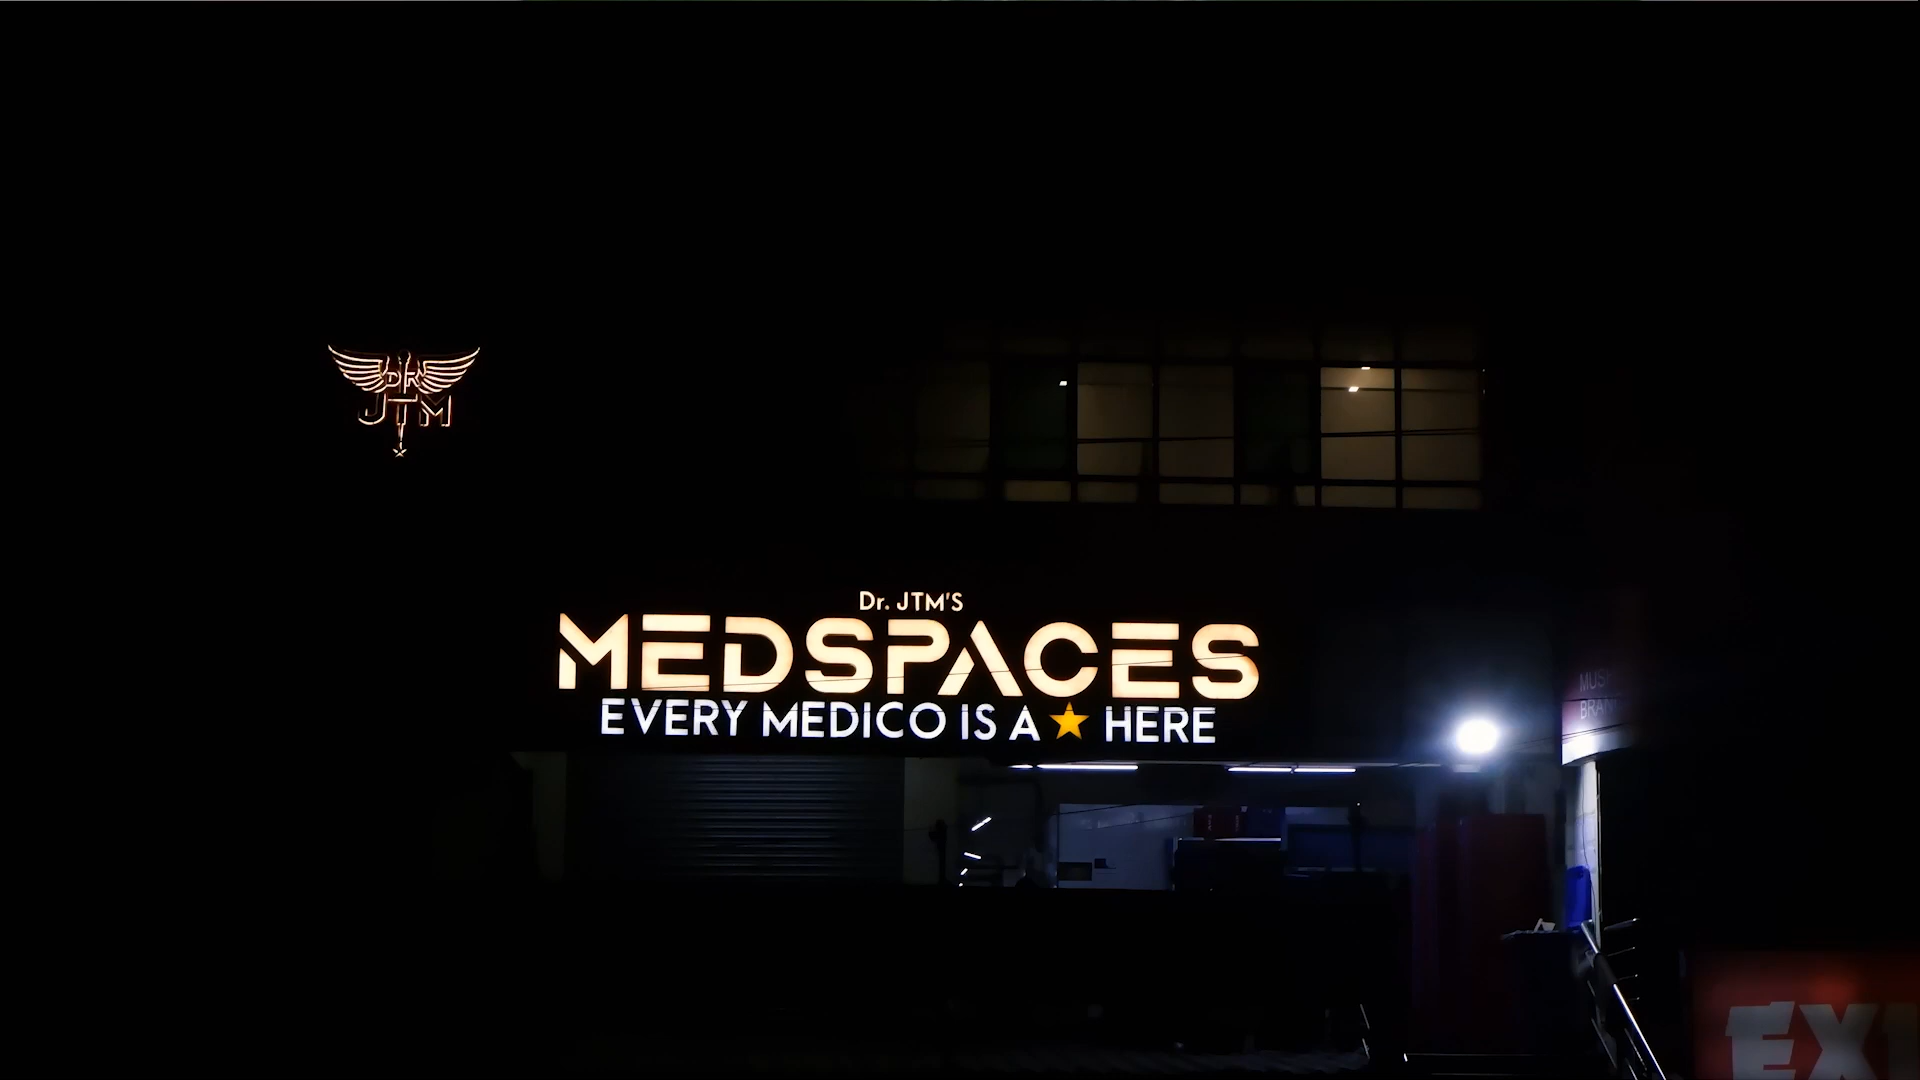 DR
JTM
Dr. JTM'S
MEDSPACES
EVERY MEDICO IS A ★ HERE